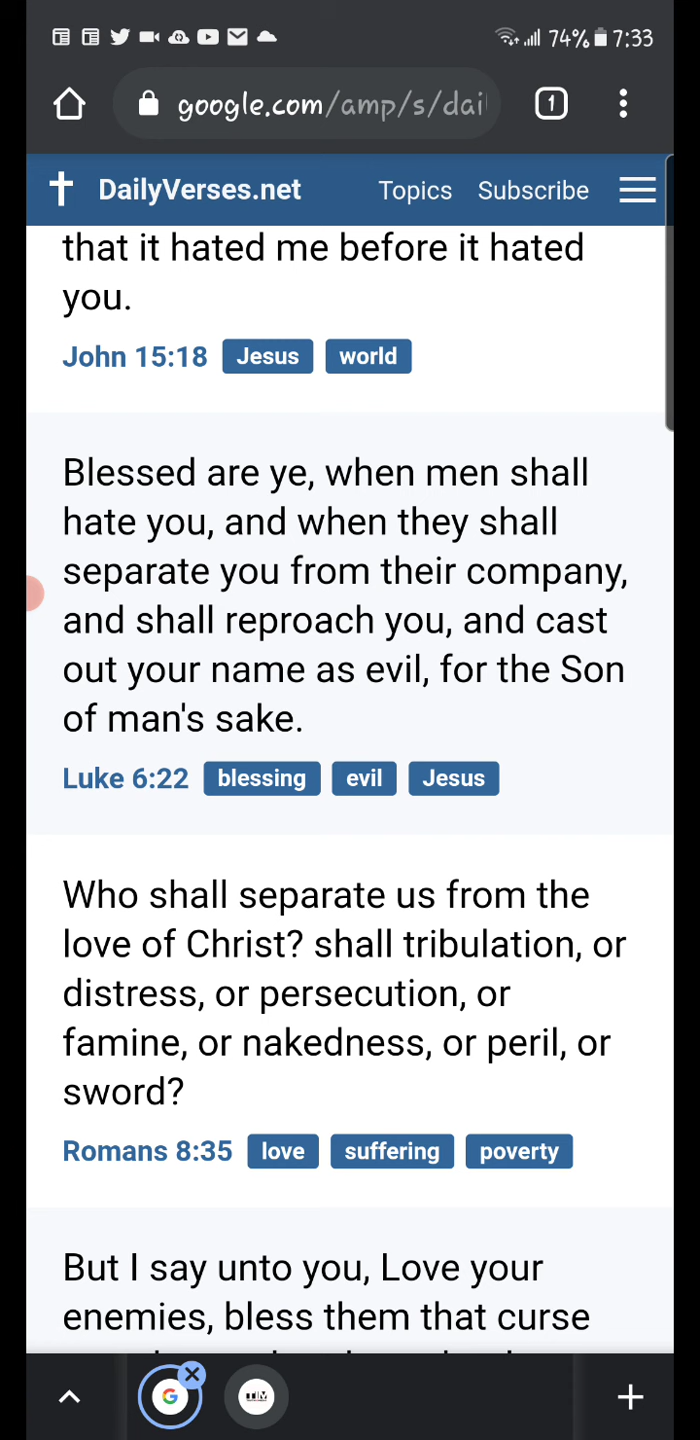 74% 7:33
google.com/amp/s/dai
1
DailyVerses.net Topics Subscribe
that it hated me before it hated
you.
John 15:18 Jesus world
Blessed are ye, when men shall
hate you, and when they shall
separate you from their company,
and shall reproach you, and cast
out your name as evil, for the Son
of man's sake.
Luke 6:22 blessing evil Jesus
Who shall separate us from the
love of Christ? shall tribulation, or
distress, or persecution, or
famine, or nakedness, or peril, or
sword?
Romans 8:35 love suffering poverty
But I say unto you, Love your
enemies, bless them that curse